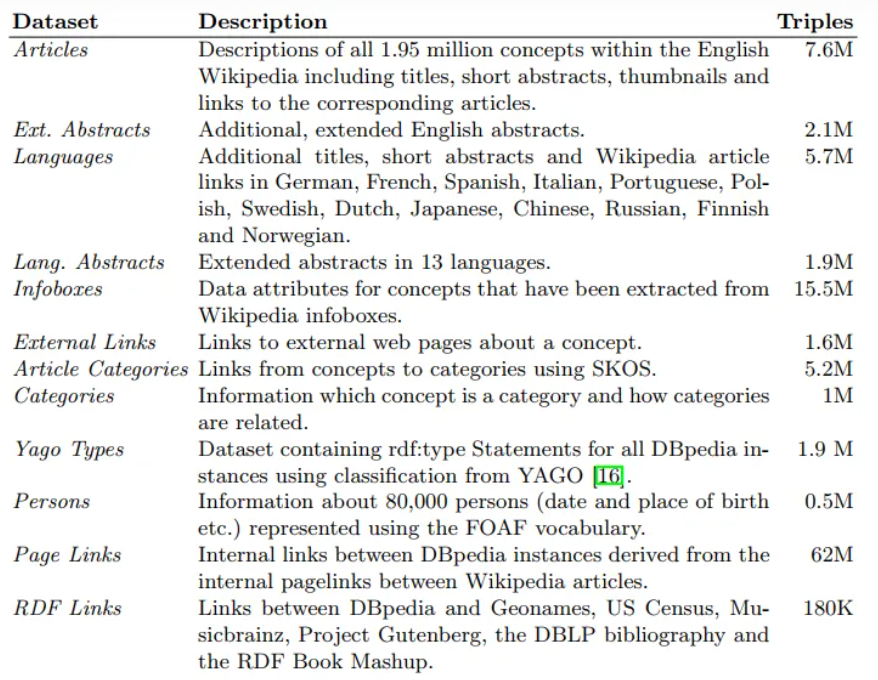 Dataset Description Triples
Articles Descriptions of all 1.95 million concepts within the English 7.6M
Wikipedia including titles, short abstracts, thumbnails and
links to the corresponding articles.
Ext. Abstracts Additional, extended English abstracts. 2.1M
Languages Additional titles, short abstracts and Wikipedia article 5.7M
links in German, French, Spanish, Italian, Portuguese, Pol-
ish, Swedish, Dutch, Japanese, Chinese, Russian, Finnish
and Norwegian.
Lang. Abstracts Extended abstracts in 13 languages. 1.9M
Infoboxes Data attributes for concepts that have been extracted from 15.5M
Wikipedia infoboxes.
External Links Links to external web pages about a concept. 1.6M
Article Categories Links from concepts to categories using SKOS. 5.2M
Categories Information which concept is a category and how categories 1M
are related.
Yago Types Dataset containing rdf:type Statements for all DBpedia in- 1.9 M
stances using classification from YAGO [16].
Persons Information about 80,000 persons (date and place of birth 0.5M
etc.) represented using the FOAF vocabulary.
Page Links Internal links between DBpedia instances derived from the 62M
internal pagelinks between Wikipedia articles.
RDF Links Links between DBpedia and Geonames, US Census, Mu- 180K
sicbrainz, Project Gutenberg, the DBLP bibliography and
the RDF Book Mashup.